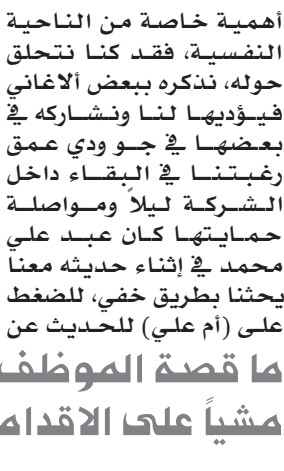 أهمية خاصة من الناحية
النفسية، فقد كنا نتحلق
حوله، نذكره ببعض ألاغاني
فيؤديها لنا ونشاركه في
بعضها في جو ودي عمق
رغبتنا في البقاء داخل
الشركة ليلاً ومواصلة
حمايتها كان عبد علي
محمد في إثناء حديثه معنا
يحثنا بطريق خفي، للضغط
على (أم علي) للحديث عن
ما قصة الموظف
مشياً على الاقدام